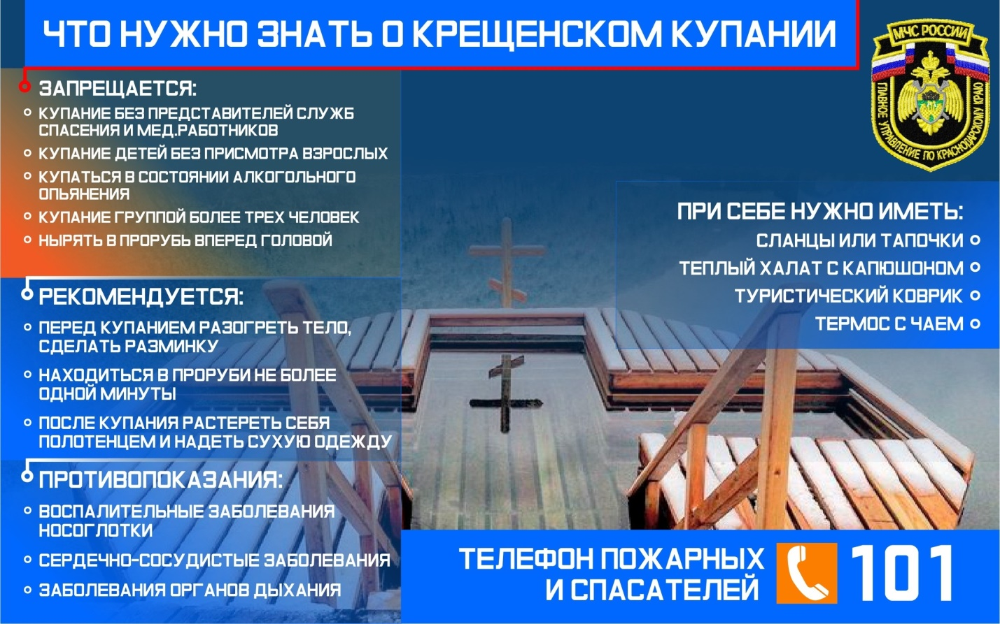 ЧТО НУЖНО ЗНАТЬ О КРЕЩЕНСКОМ КУПАНИИ
МЧС РОССИИ
ГЛАВНОЕ УПРАВЛЕНИЕ ПО КРАСНОДАРСКОМУ КРАЮ
ЗАПРЕЩАЕТСЯ:
КУПАНИЕ БЕЗ ПРЕДСТАВИТЕЛЕЙ СЛУЖБ
СПАСЕНИЯ И МЕД.РАБОТНИКОВ
КУПАНИЕ ДЕТЕЙ БЕЗ ПРИСМОТРА ВЗРОСЛЫХ
КУПАТЬСЯ В СОСТОЯНИИ АЛКОГОЛЬНОГО
ОПЬЯНЕНИЯ
КУПАНИЕ ГРУППОЙ БОЛЕЕ ТРЕХ ЧЕЛОВЕК
НЫРЯТЬ В ПРОРУБЬ ВПЕРЕД ГОЛОВОЙ
РЕКОМЕНДУЕТСЯ:
ПЕРЕД КУПАНИЕМ РАЗОГРЕТЬ ТЕЛО,
СДЕЛАТЬ РАЗМИНКУ
НАХОДИТЬСЯ В ПРОРУБИ НЕ БОЛЕЕ
ОДНОЙ МИНУТЫ
ПОСЛЕ КУПАНИЯ РАСТЕРЕТЬ СЕБЯ
ПОЛОТЕНЦЕМ И НАДЕТЬ СУХУЮ ОДЕЖДУ
ПРОТИВОПОКАЗАНИЯ:
ВОСПАЛИТЕЛЬНЫЕ ЗАБОЛЕВАНИЯ
НОСОГЛОТКИ
СЕРДЕЧНО-СОСУДИСТЫЕ ЗАБОЛЕВАНИЯ
ЗАБОЛЕВАНИЯ ОРГАНОВ ДЫХАНИЯ
ПРИ СЕБЕ НУЖНО ИМЕТЬ:
СЛАНЦЫ ИЛИ ТАПОЧКИ
ТЕПЛЫЙ ХАЛАТ С КАПЮШОНОМ
ТУРИСТИЧЕСКИЙ КОВРИК
ТЕРМОС С ЧАЕМ
ТЕЛЕФОН ПОЖАРНЫХ
И СПАСАТЕЛЕЙ
101